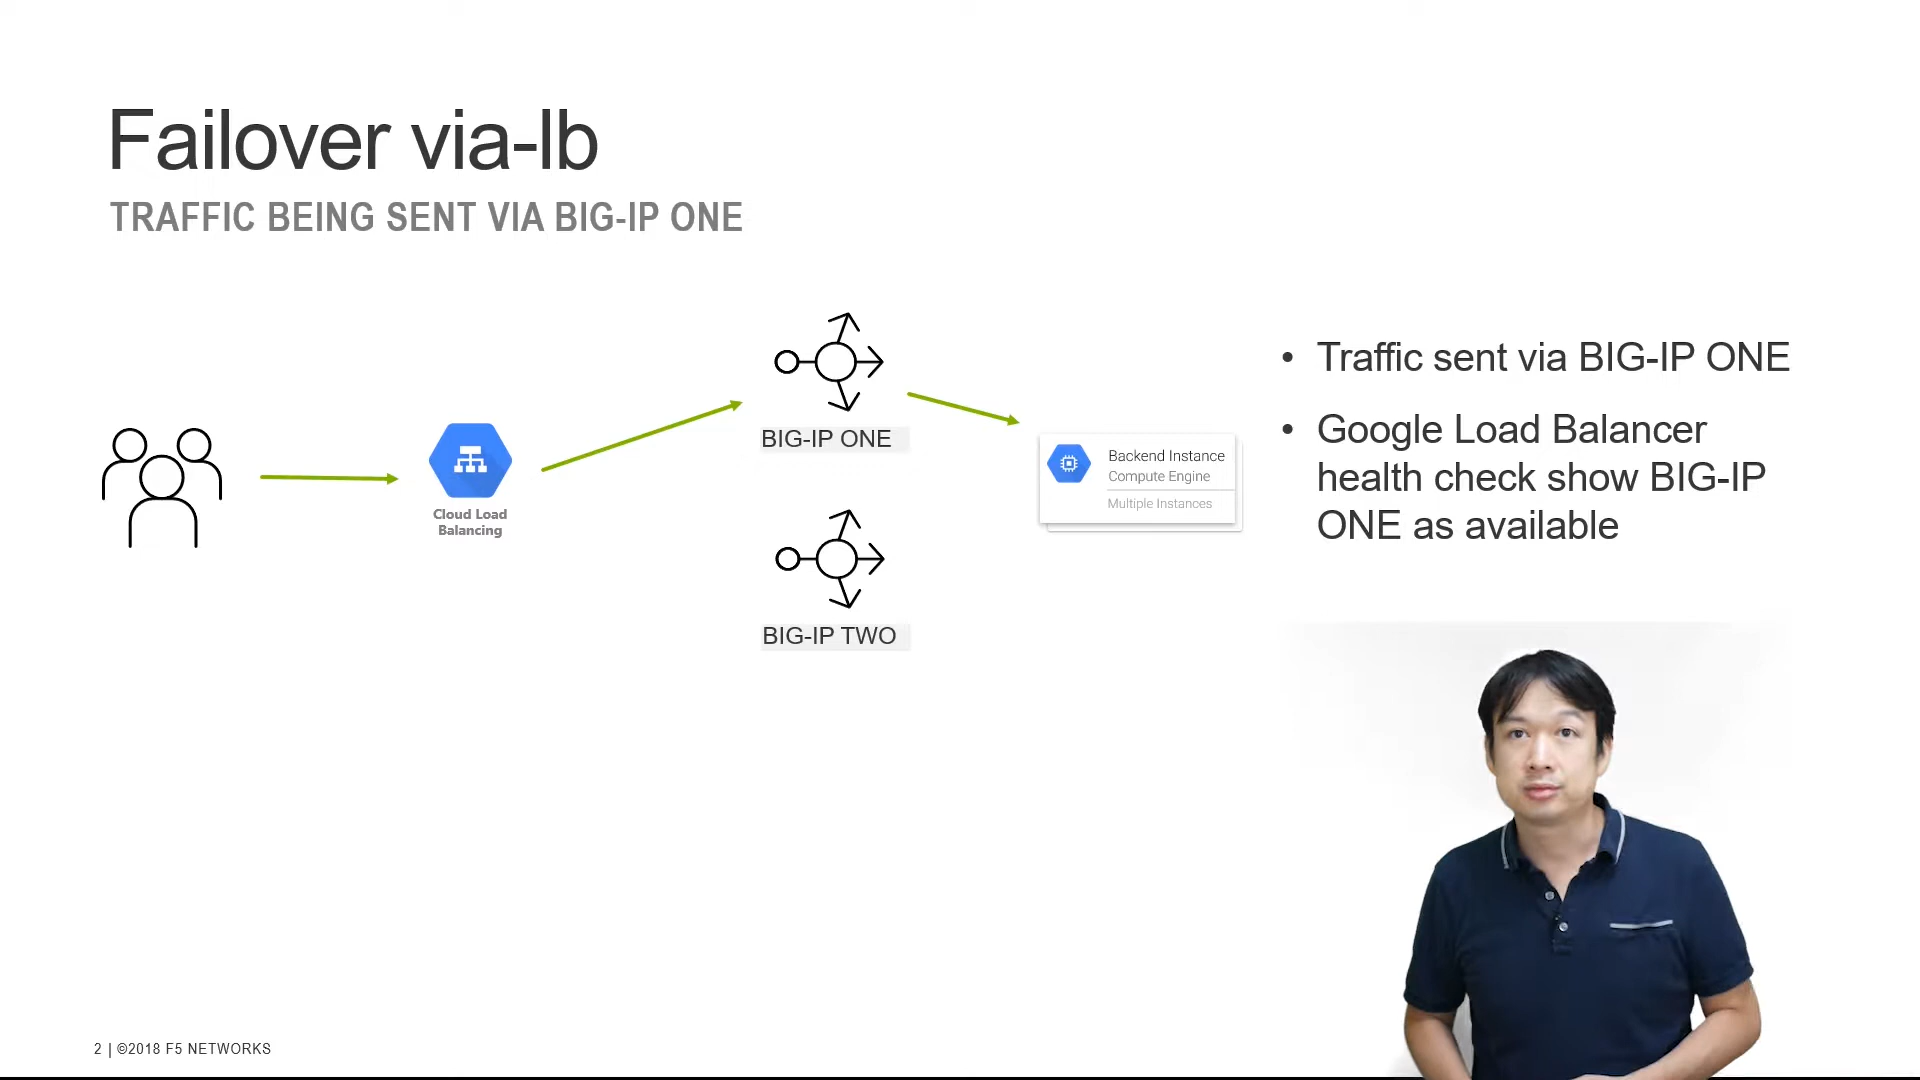 Failover via-lb
TRAFFIC BEING SENT VIA BIG-IP ONE
Cloud Load
Balancing
BIG-IP ONE
BIG-IP TWO
Backend Instance
Compute Engine
Multiple Instances
• Traffic sent via BIG-IP ONE
• Google Load Balancer
health check show BIG-IP
ONE as available
2 | ©2018 F5 NETWORKS